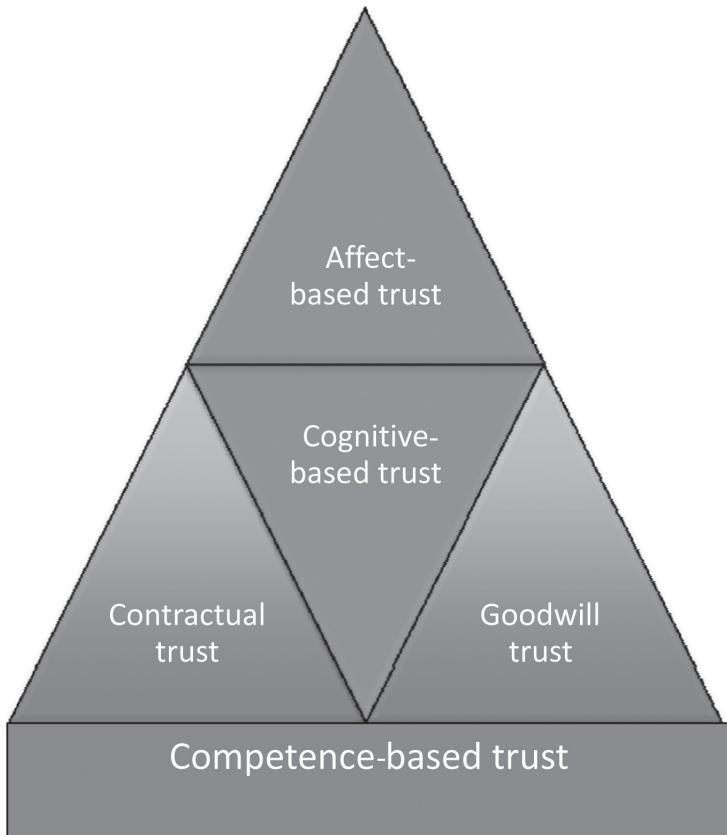 Affect-
based trust
Cognitive-
based trust
Contractual
trust
Goodwill
trust
Competence-based trust